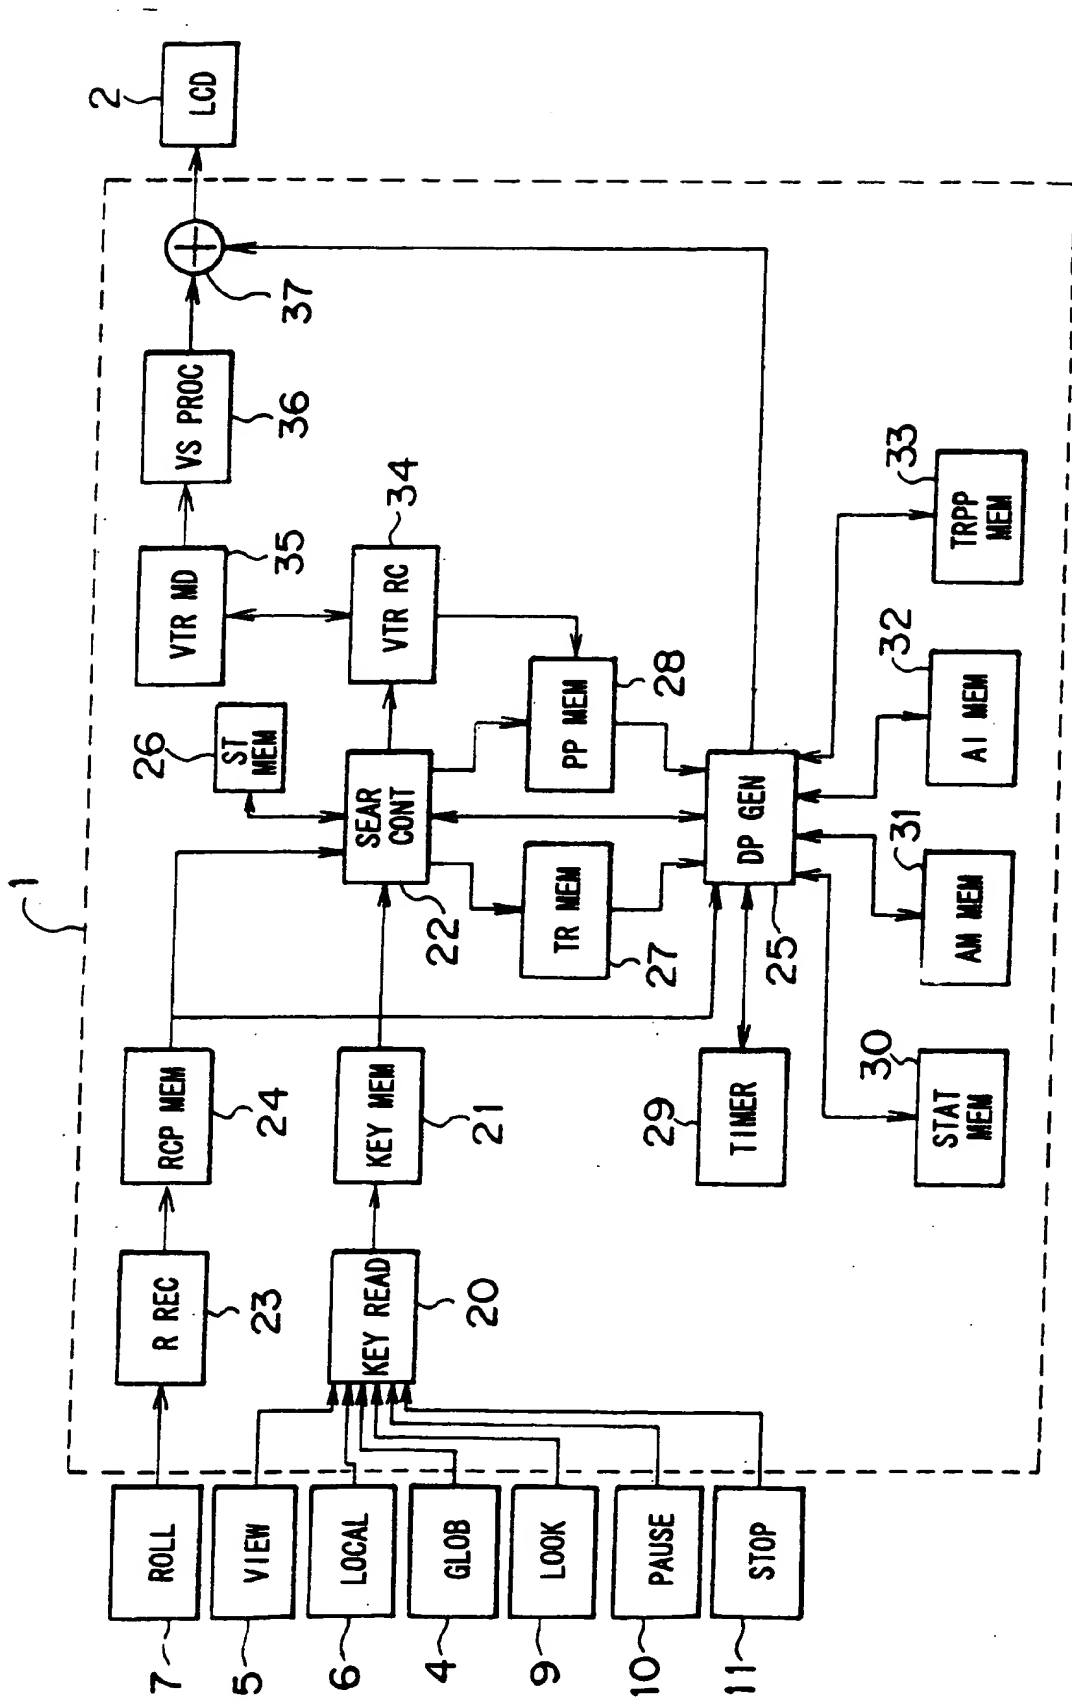 1
7
ROLL
5
VIEW
6
LOCAL
4
GLOB
9
LOOK
10
PAUSE
11
STOP
R REC
23
RCP MEM
24
KEY READ
20
KEY MEM
21
ST
MEM
26
SEAR
CONT
22
TR MEM
27
PP MEM
28
VTR MD
35
VTR RC
34
VS PROC
36
37
LCD
2
TIMER
29
DP GEN
25
STAT
MEM
30
AM MEM
31
AI MEM
32
TRPP
MEM
33